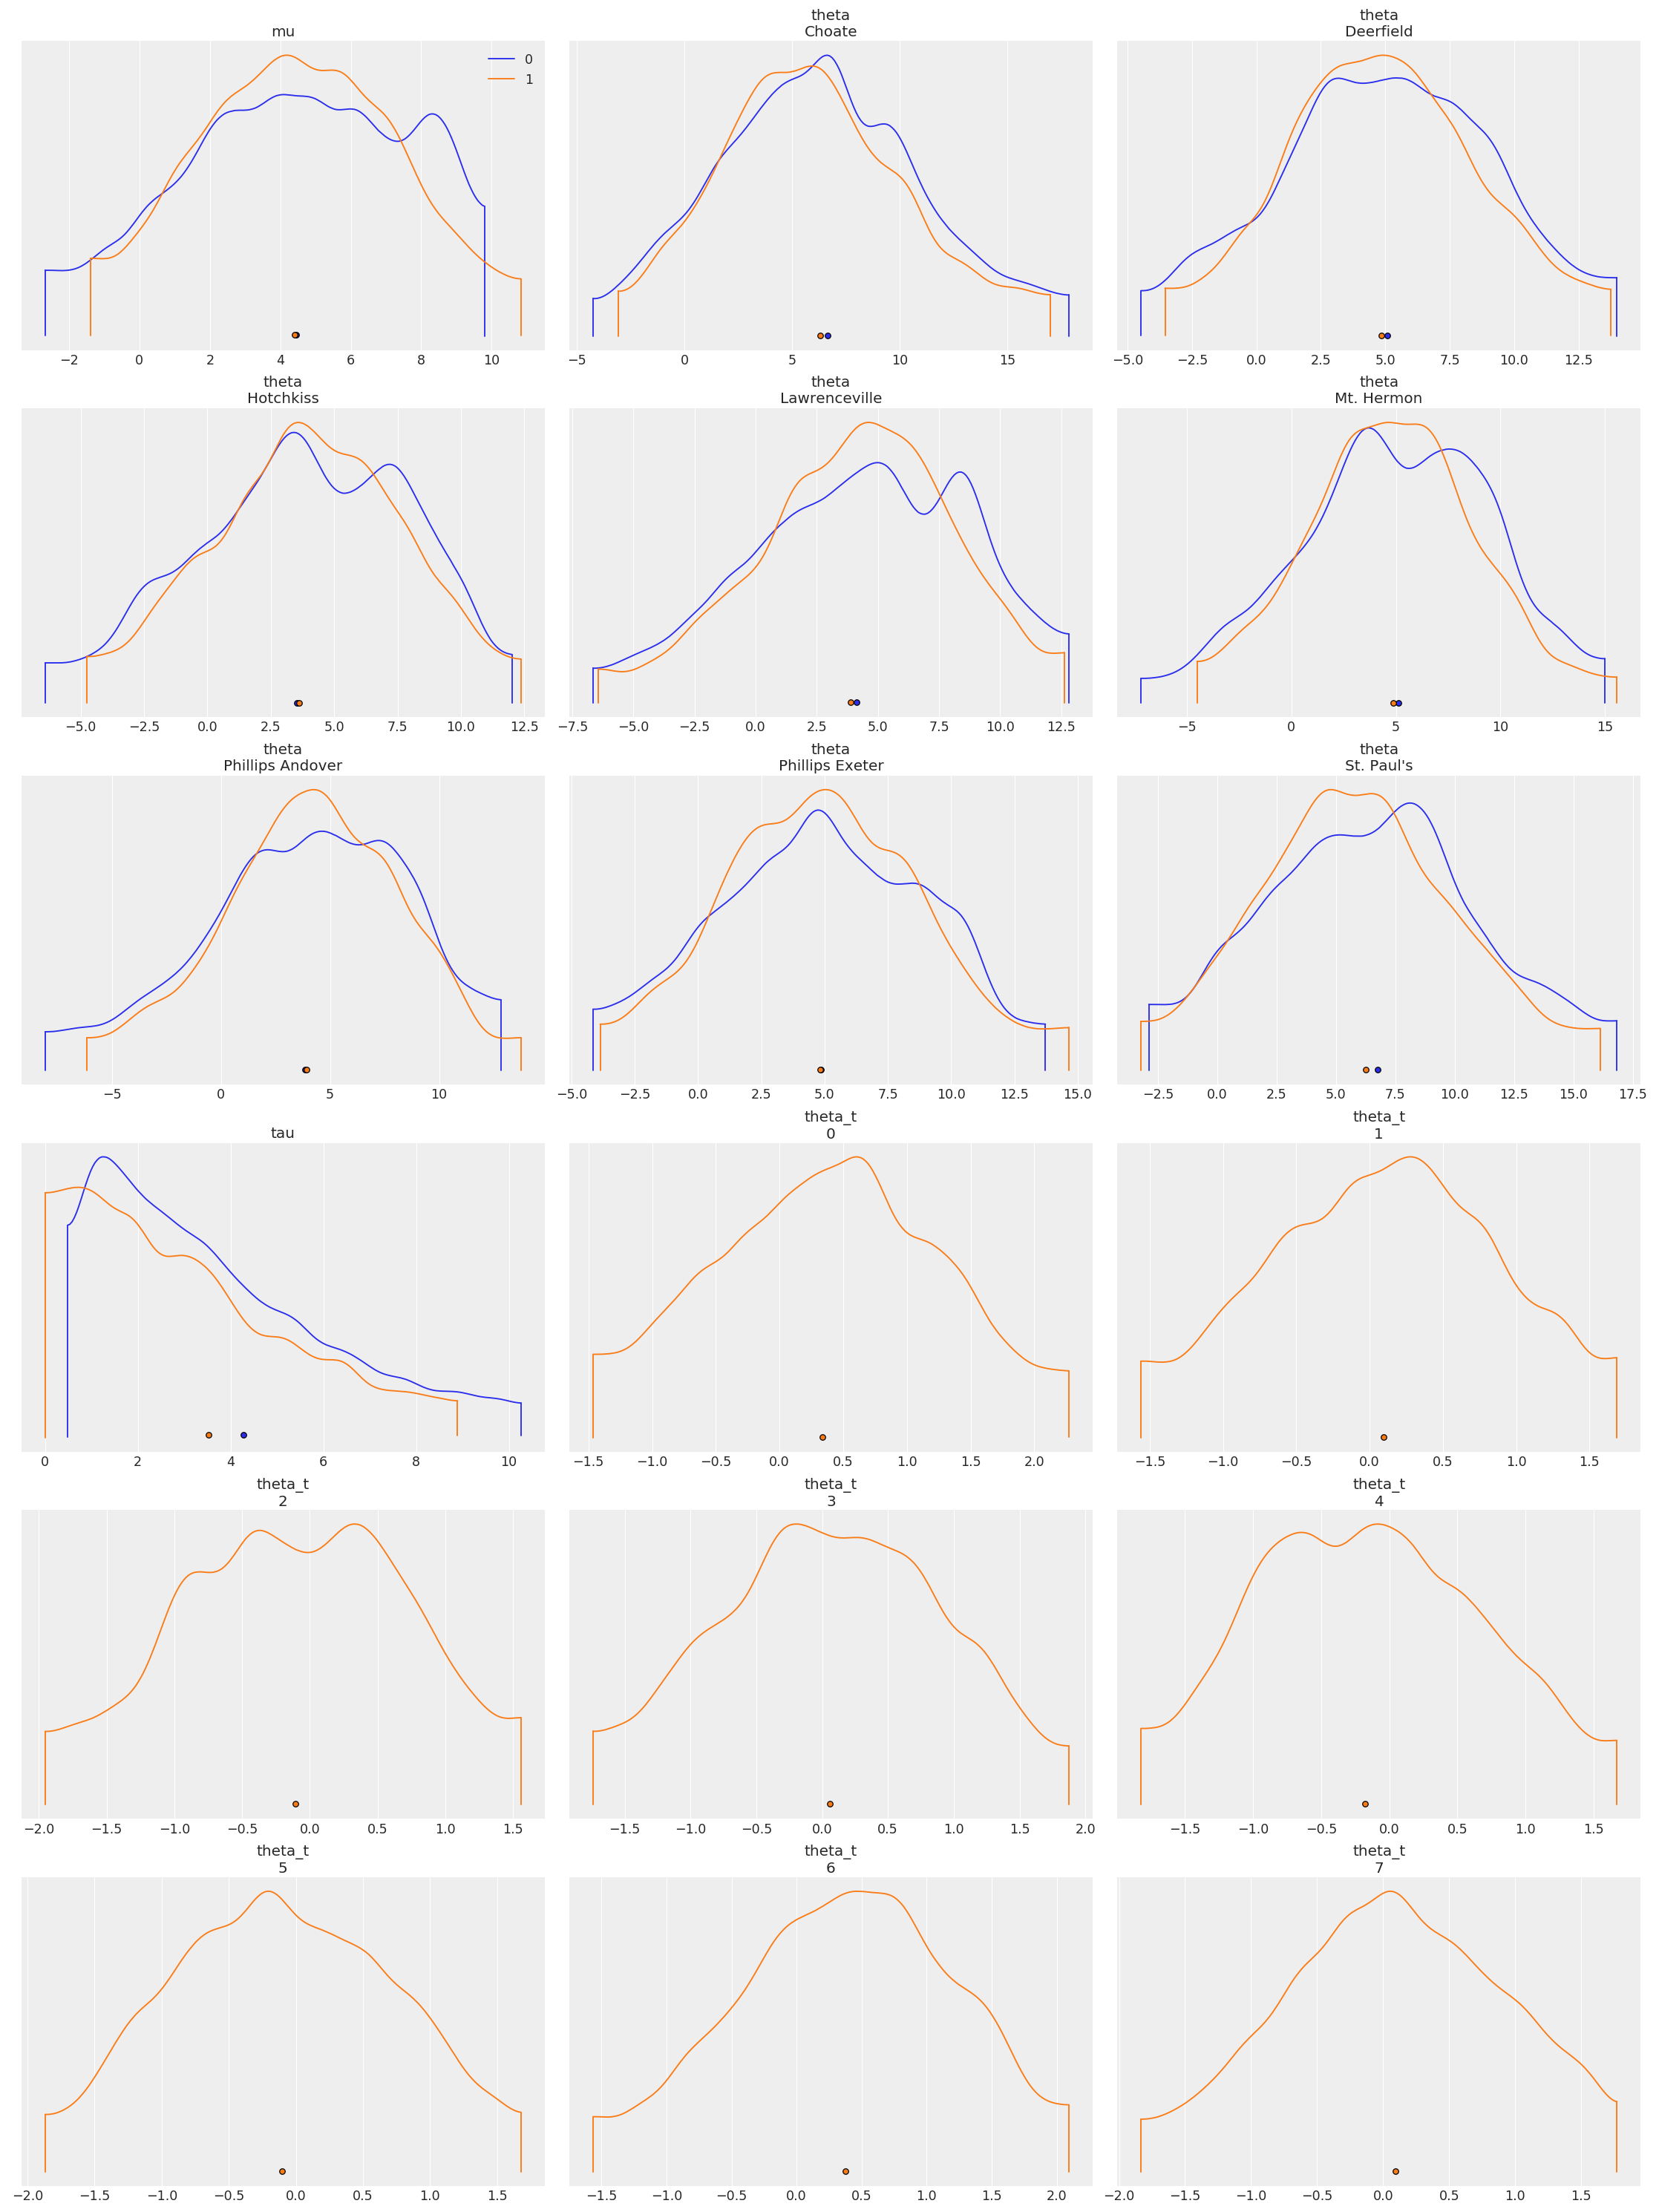 mu
0
1
−2 0 2 4 6 8 10
theta
Choate
−5 0 5 10 15
theta
Deerfield
−5.0 −2.5 0.0 2.5 5.0 7.5 10.0 12.5
theta
Hotchkiss
−5.0 −2.5 0.0 2.5 5.0 7.5 10.0 12.5
theta
Lawrenceville
−7.5 −5.0 −2.5 0.0 2.5 5.0 7.5 10.0 12.5
theta
Mt. Hermon
−5 0 5 10 15
theta
Phillips Andover
−5 0 5 10
theta
Phillips Exeter
−5.0 −2.5 0.0 2.5 5.0 7.5 10.0 12.5 15.0
theta
St. Paul's
−2.5 0.0 2.5 5.0 7.5 10.0 12.5 15.0 17.5
tau
0 2 4 6 8 10
theta_t
0
−1.5 −1.0 −0.5 0.0 0.5 1.0 1.5 2.0
theta_t
1
−1.5 −1.0 −0.5 0.0 0.5 1.0 1.5
theta_t
2
−2.0 −1.5 −1.0 −0.5 0.0 0.5 1.0 1.5
theta_t
3
−1.5 −1.0 −0.5 0.0 0.5 1.0 1.5 2.0
theta_t
4
−1.5 −1.0 −0.5 0.0 0.5 1.0 1.5
theta_t
5
−2.0 −1.5 −1.0 −0.5 0.0 0.5 1.0 1.5
theta_t
6
−1.5 −1.0 −0.5 0.0 0.5 1.0 1.5 2.0
theta_t
7
−2.0 −1.5 −1.0 −0.5 0.0 0.5 1.0 1.5